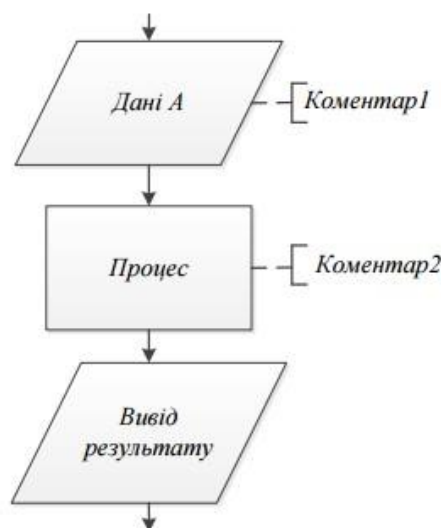 Дані А
Коментар1
Процес
Коментар2
Вивід
результату